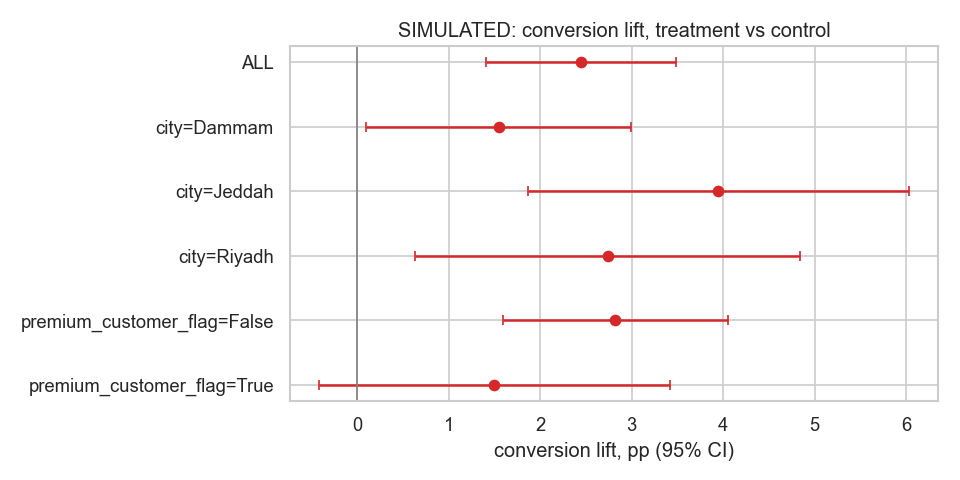 SIMULATED: conversion lift, treatment vs control
ALL
city=Dammam
city=Jeddah
city=Riyadh
premium_customer_flag=False
premium_customer_flag=True
0 1 2 3 4 5 6
conversion lift, pp (95% CI)